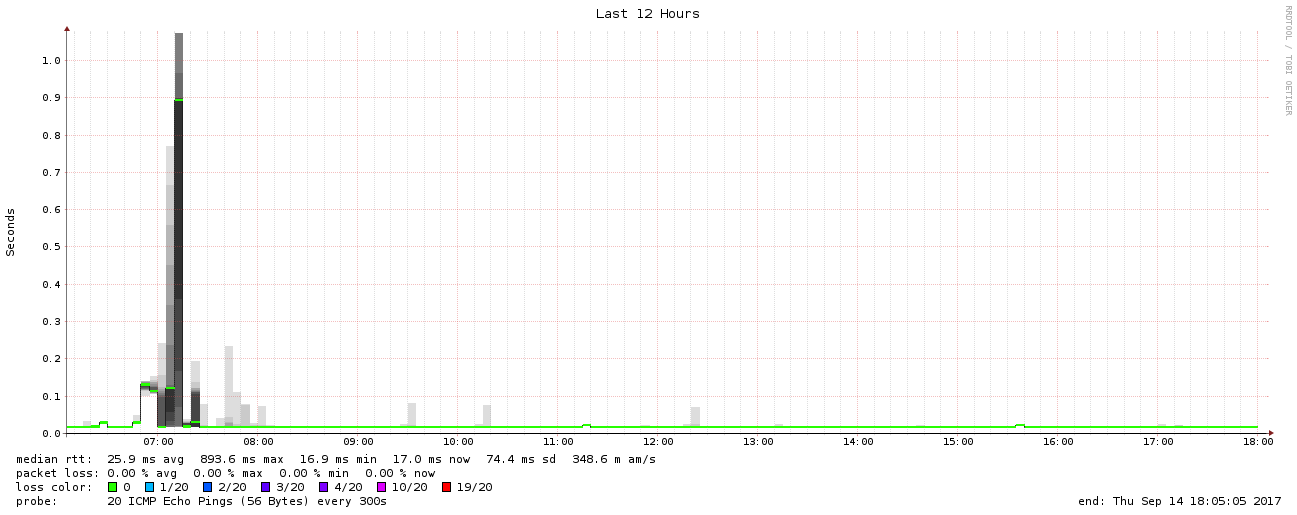 Last 12 Hours
RRDTOOL / TOBI OETIKER
Seconds
1.0
0.9
0.8
0.7
0.6
0.5
0.4
0.3
0.2
0.1
0.0
07:00 08:00 09:00 10:00 11:00 12:00 13:00 14:00 15:00 16:00 17:00 18:00
median rtt: 25.9 ms avg 893.6 ms max 16.9 ms min 17.0 ms now 74.4 ms sd 348.6 m am/s
packet loss: 0.00 % avg 0.00 % max 0.00 % min 0.00 % now
loss color: 0 1/20 2/20 3/20 4/20 10/20 19/20
probe: 20 ICMP Echo Pings (56 Bytes) every 300s end: Thu Sep 14 18:05:05 2017